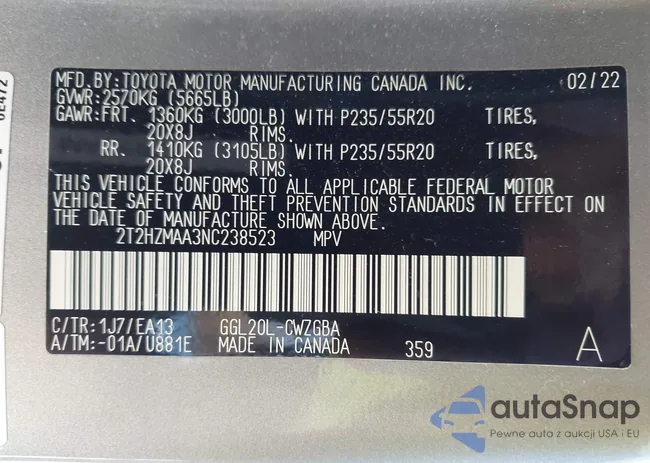 MFD.BY:TOYOTA MOTOR MANUFACTURING CANADA INC. 02/22
GVWR:2570KG (5665LB)
GAWR:FRT. 1360KG (3000LB) WITH P235/55R20 TIRES,
20X8J RIMS.
RR. 1410KG (3105LB) WITH P235/55R20 TIRES,
20X8J RIMS.
THIS VEHICLE CONFORMS TO ALL APPLICABLE FEDERAL MOTOR
VEHICLE SAFETY AND THEFT PREVENTION STANDARDS IN EFFECT ON
THE DATE OF MANUFACTURE SHOWN ABOVE.
2T2HZMAA3NC238523 MPV
C/TR:1J7/EA13 GGL20L-CWZGBA
A/TM:-01A/U881E MADE IN CANADA 359 A
autaSnap
Pewne auta z aukcji USA i EU